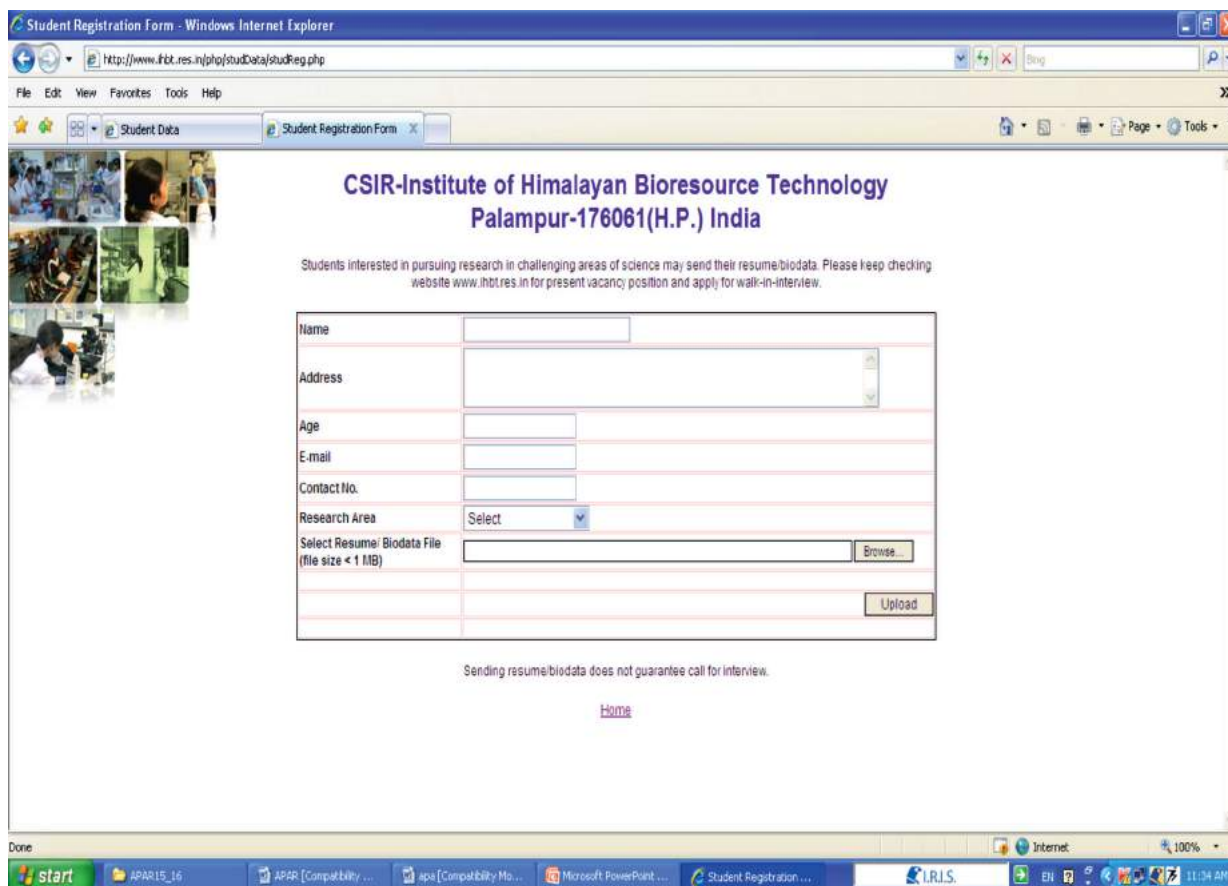 Student Registration Form - Windows Internet Explorer
http://www.ihbt.res.in/php/studData/studReg.php
Bing
File Edit View Favorites Tools Help
Student Data
Student Registration Form
Page
Tools
CSIR-Institute of Himalayan Bioresource Technology
Palampur-176061(H.P.) India
Students interested in pursuing research in challenging areas of science may send their resume/biodata. Please keep checking
website www.ihbt.res.in for present vacancy position and apply for walk-in-interview.
Name
Address
Age
E-mail
Contact No.
Research Area
Select
Select Resume/ Biodata File
(file size < 1 MB)
Browse...
Upload
Sending resume/biodata does not guarantee call for interview.
Home
Done
Internet
100%
start
APAR15_16
APAR [Compatibility ...
apa [Compatibility Mo...
Microsoft PowerPoint ...
Student Registration ...
I.R.I.S.
EN
11:34 AM